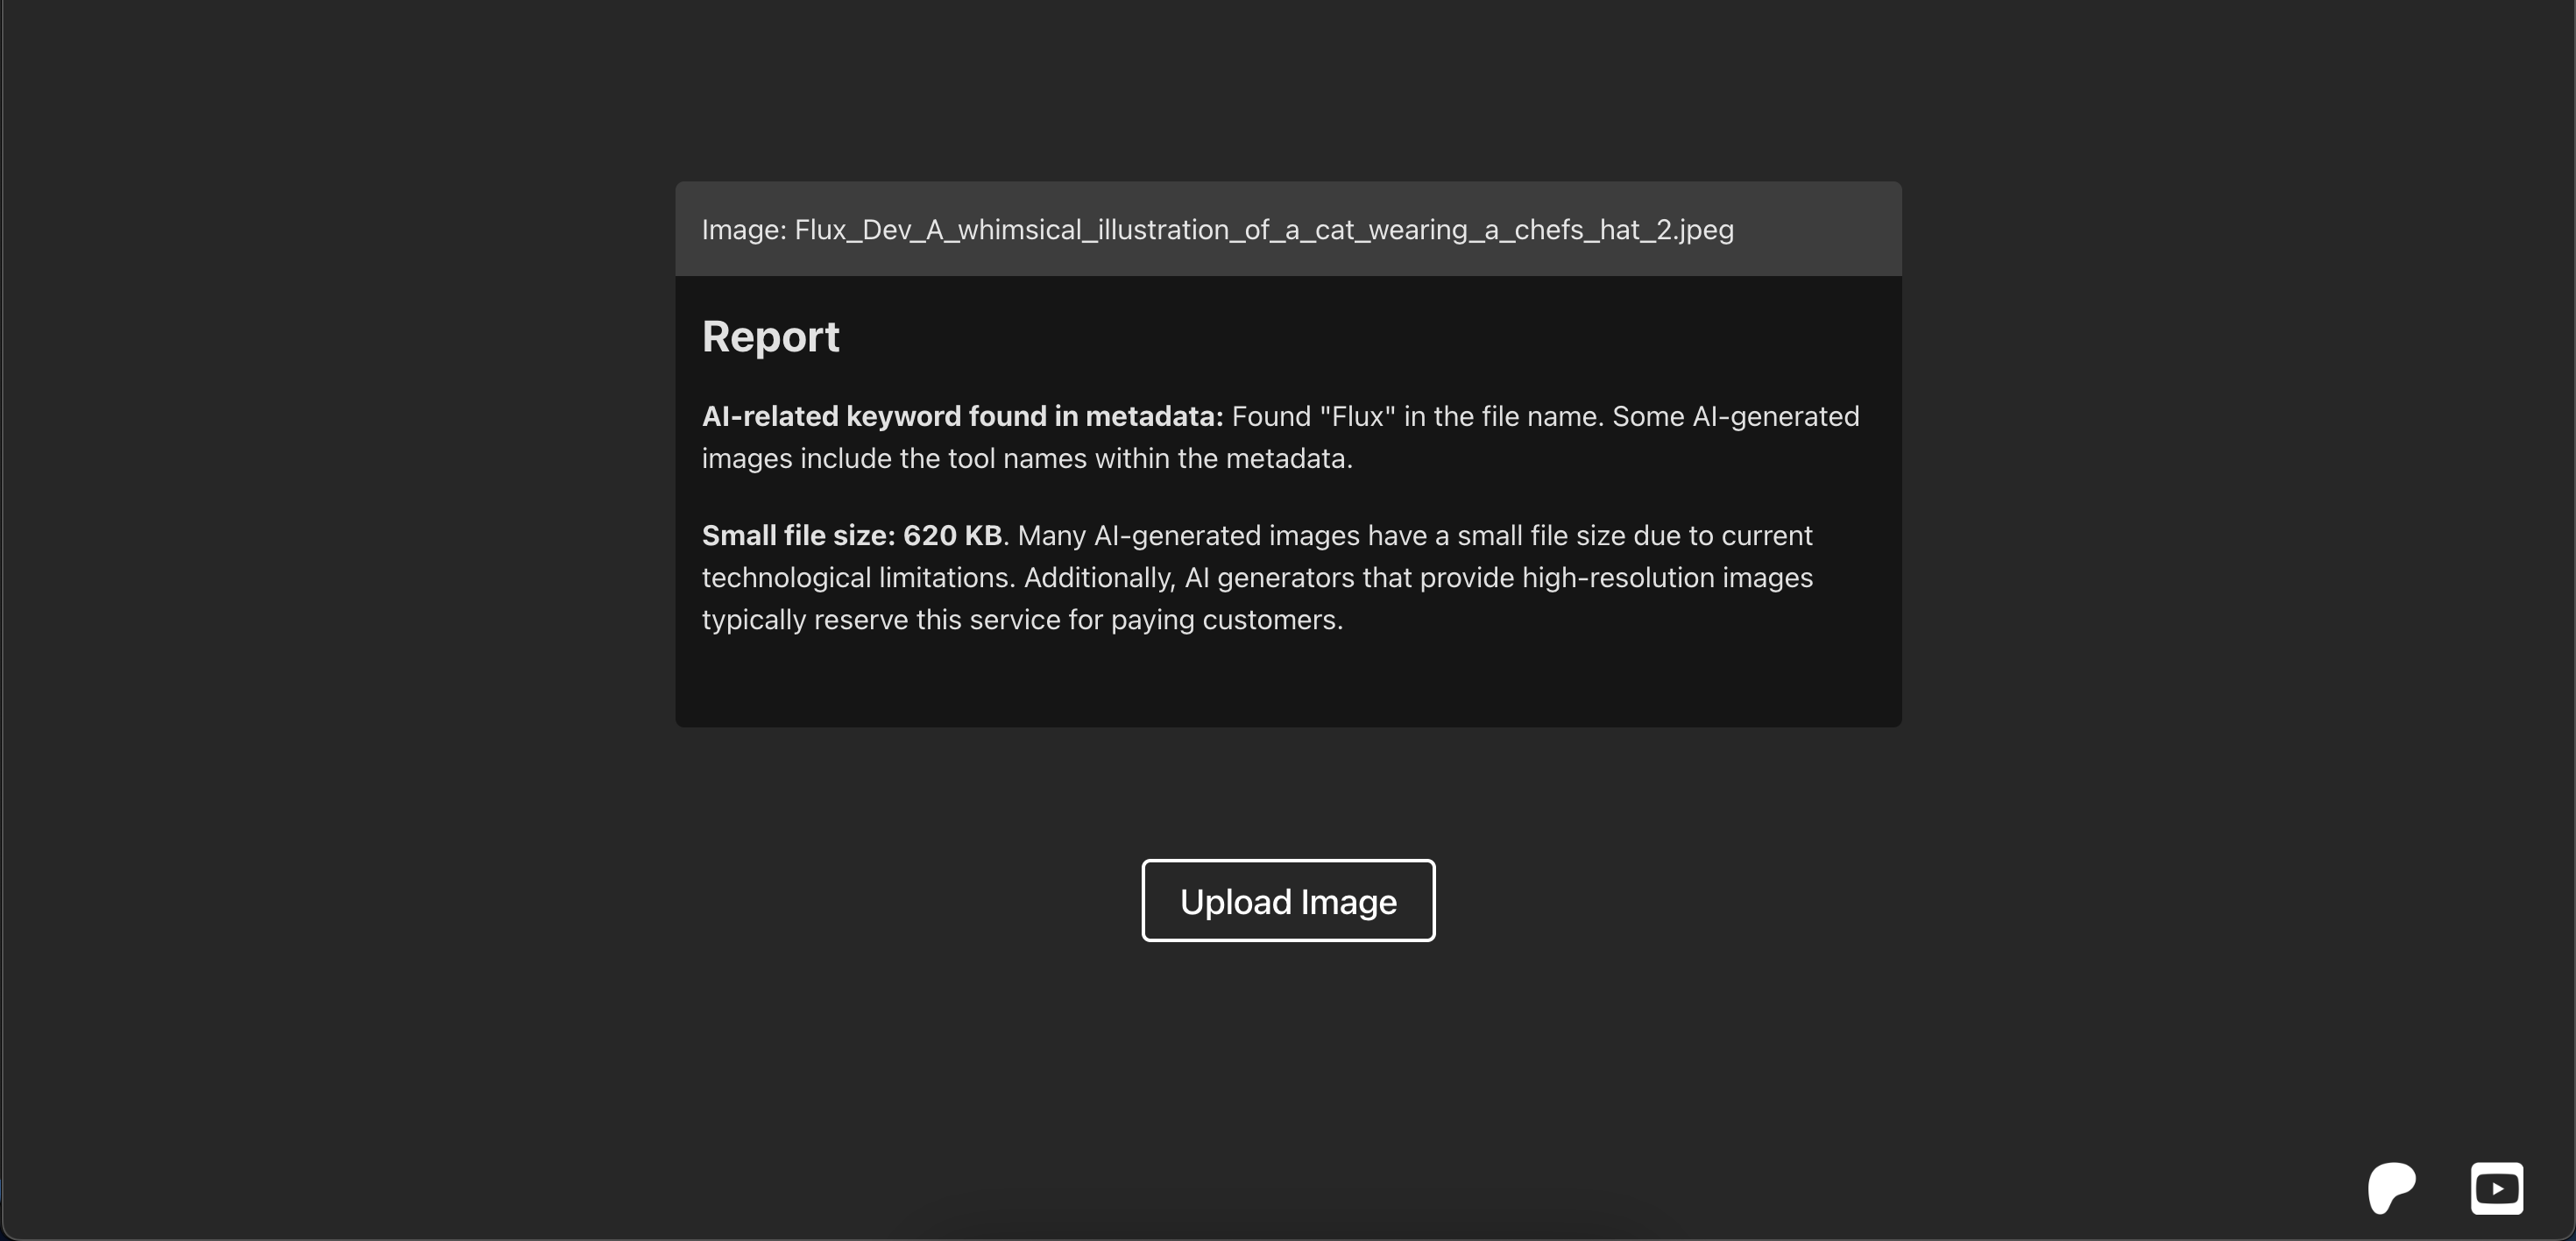 Image: Flux_Dev_A_whimsical_illustration_of_a_cat_wearing_a_chefs_hat_2.jpeg
Report
AI-related keyword found in metadata: Found "Flux" in the file name. Some AI-generated
images include the tool names within the metadata.
Small file size: 620 KB. Many AI-generated images have a small file size due to current
technological limitations. Additionally, AI generators that provide high-resolution images
typically reserve this service for paying customers.
Upload Image